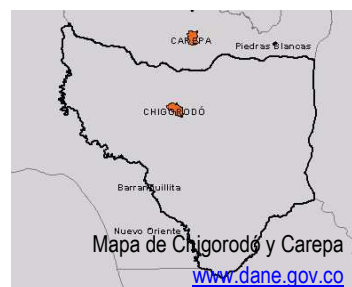 CAREPA
Piedras Blancas
CHIGORODÓ
Barranquillita
Nuevo Oriente
Mapa de Chigorodó y Carepa
www.dane.gov.co